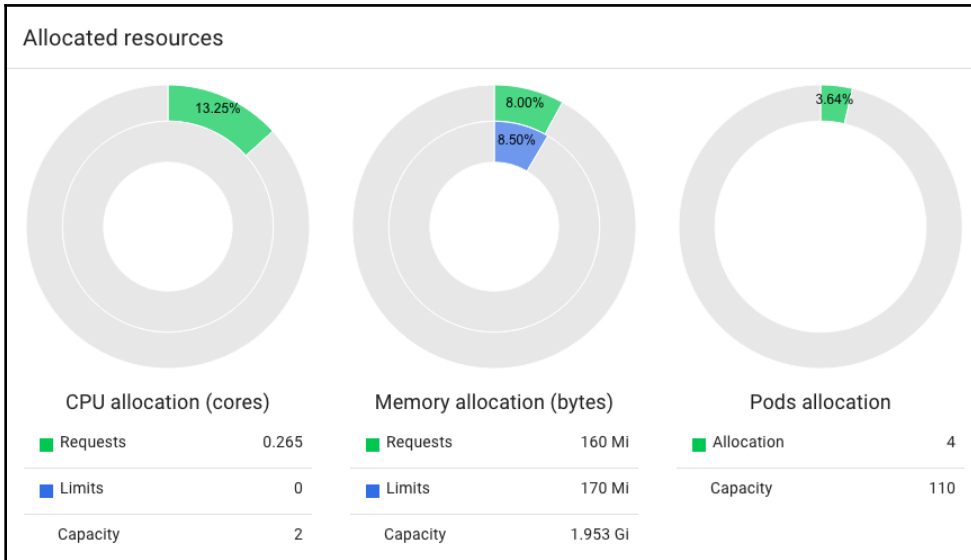 Allocated resources
13.25%
8.00%
8.50%
3.64%
CPU allocation (cores)
Requests 0.265
Limits 0
Capacity 2
Memory allocation (bytes)
Requests 160 Mi
Limits 170 Mi
Capacity 1.953 Gi
Pods allocation
Allocation 4
Capacity 110